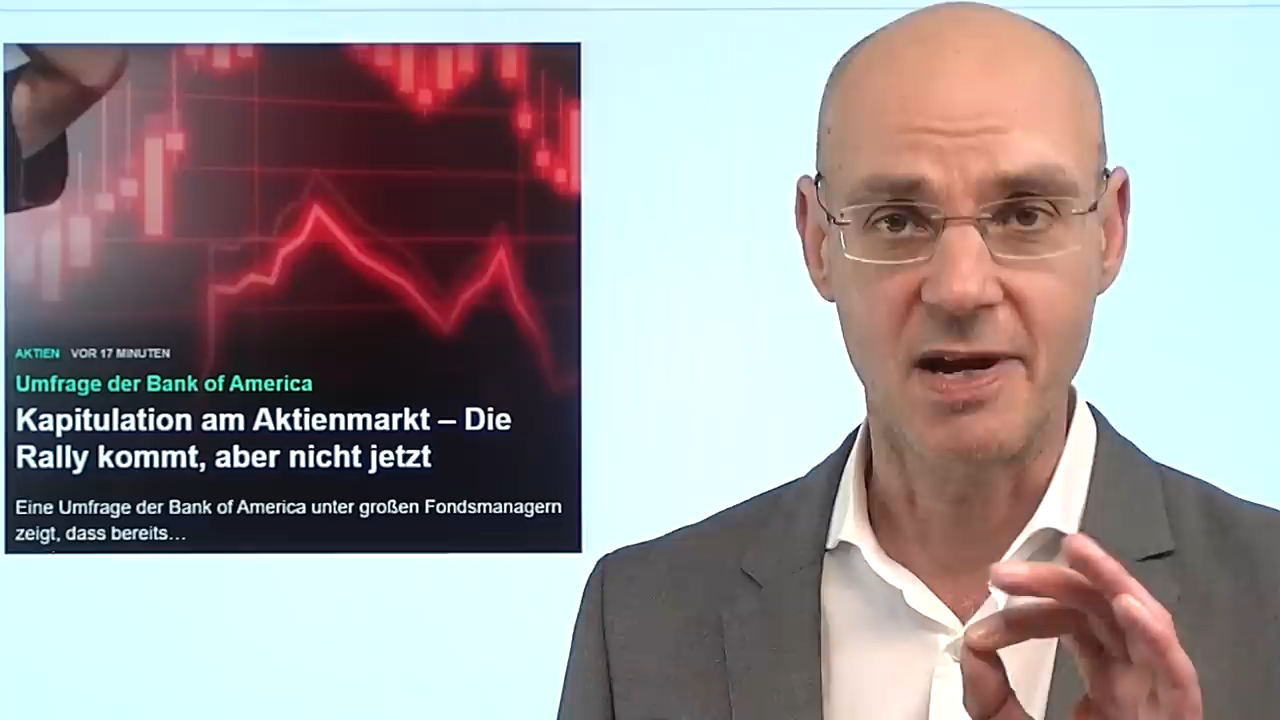 AKTIEN VOR 17 MINUTEN
Umfrage der Bank of America
Kapitulation am Aktienmarkt – Die
Rally kommt, aber nicht jetzt
Eine Umfrage der Bank of America unter großen Fondsmanagern
zeigt, dass bereits…